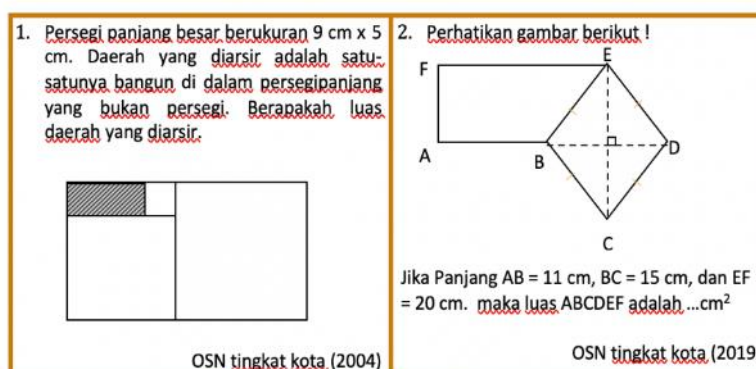 1. Persegi panjang besar berukuran 9 cm x 5
cm. Daerah yang diarsir adalah satu-
satunya bangun di dalam persegipanjang
yang bukan persegi. Berapakah luas
daerah yang diarsir.
OSN tingkat kota (2004)
2. Perhatikan gambar berikut !
E
F
A
B
D
C
Jika Panjang AB = 11 cm, BC = 15 cm, dan EF
= 20 cm. maka luas ABCDEF adalah ...cm²
OSN tingkat kota (2019